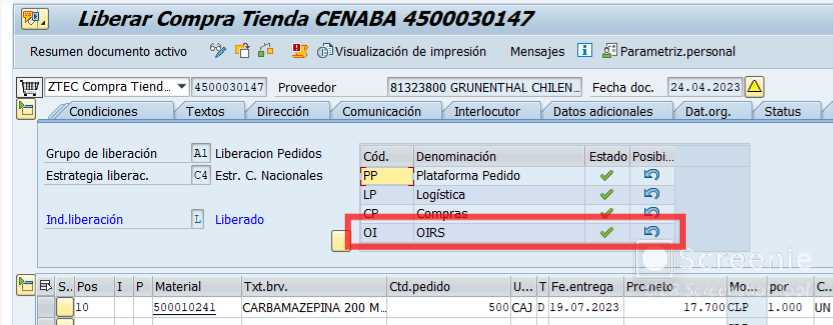 Liberar Compra Tienda CENABA 4500030147
Resumen documento activo Visualización de impresión Mensajes Parametriz.personal
ZTEC Compra Tiend... 4500030147 Proveedor 81323800 GRUNENTHAL CHILEN... Fecha doc. 24.04.2023
Condiciones Textos Dirección Comunicación Interlocutor Datos adicionales Dat.org. Status
Grupo de liberación A1 Liberacion Pedidos
Estrategia liberac. C4 Estr. C. Nacionales
Ind.liberación L Liberado
Cód. Denominación Estado Posibi...
PP Plataforma Pedido
LP Logística
CP Compras
OI OIRS
Screenie
S.. Pos I P Material Txt.brv. Ctd.pedido U... T Fe.entrega Prc.neto Mo... por C..
10 500010241 CARBAMAZEPINA 200 M... 500 CAJ D 19.07.2023 17.700 CLP 1.000 UN